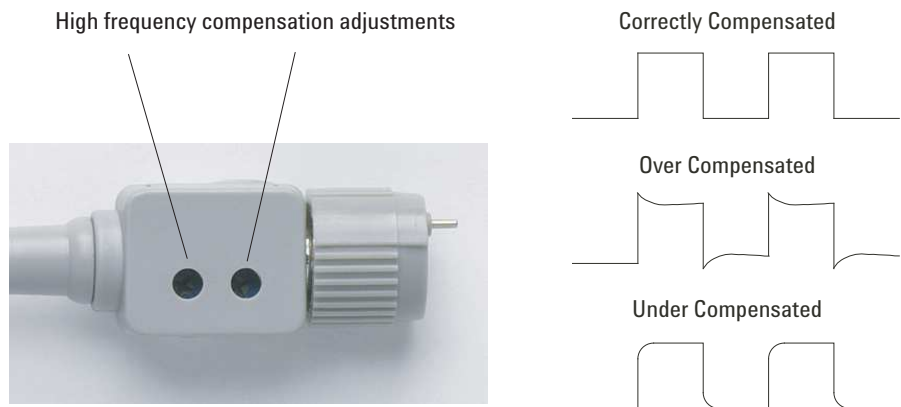 High frequency compensation adjustments
Correctly Compensated
Over Compensated
Under Compensated